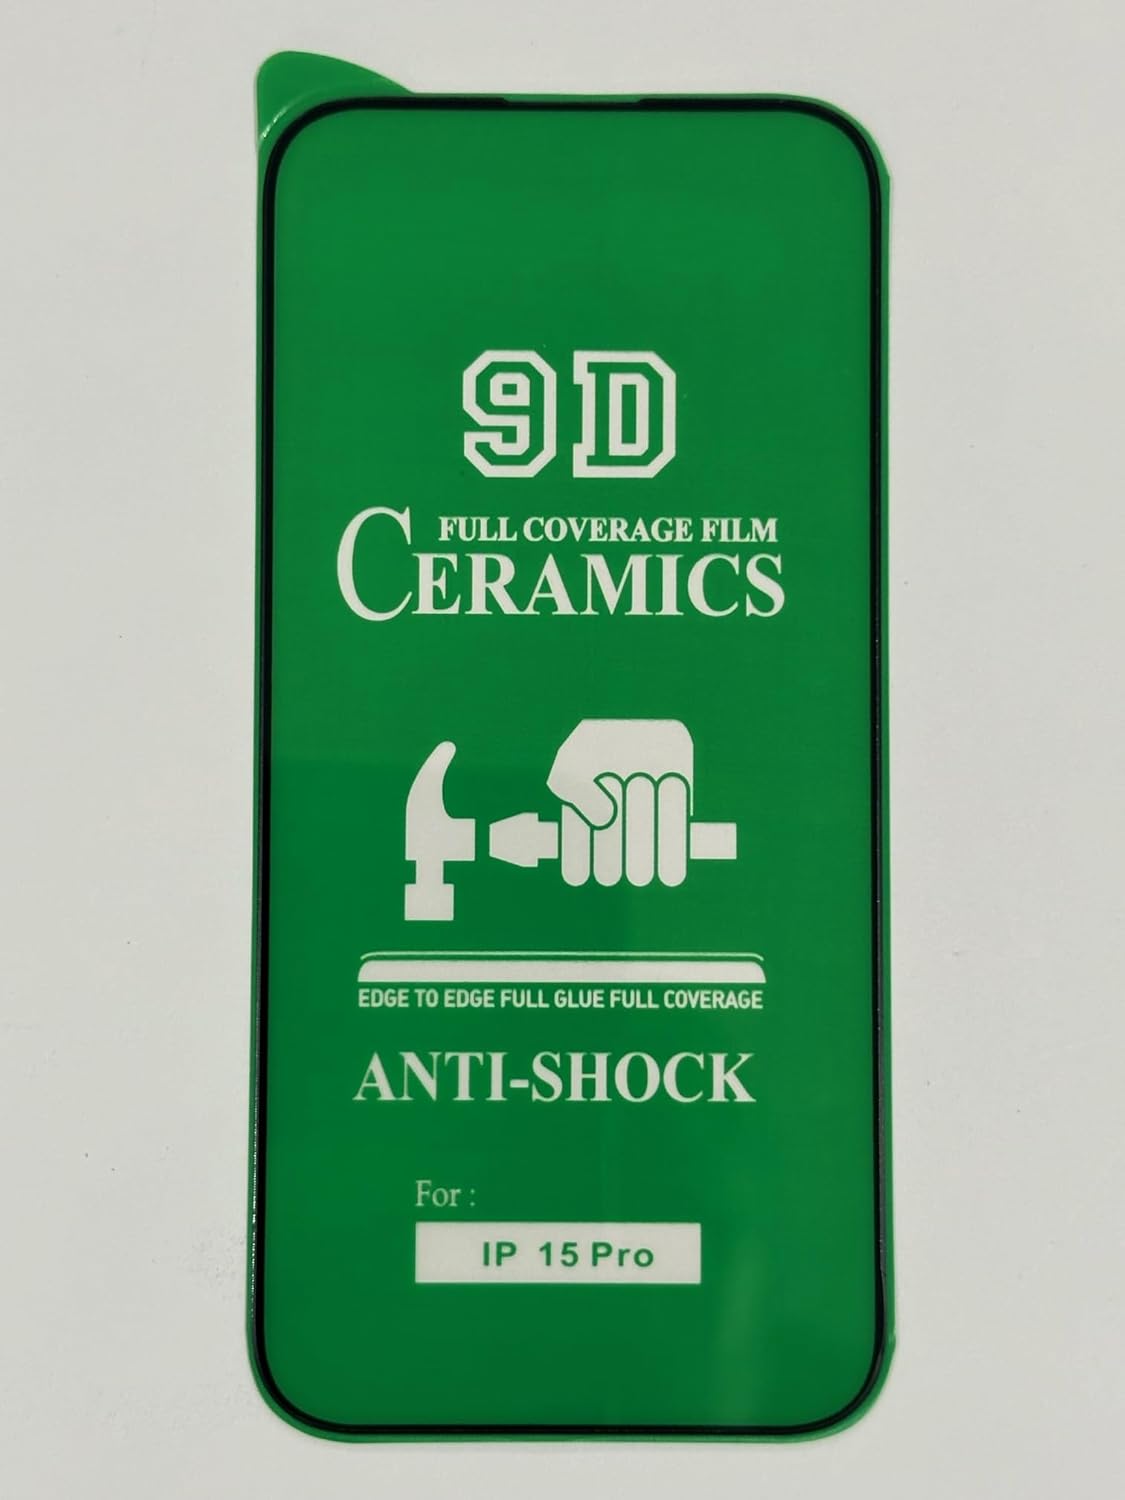 9D
FULL COVERAGE FILM
CERAMICS
EDGE TO EDGE FULL GLUE FULL COVERAGE
ANTI-SHOCK
For :
IP 15 Pro